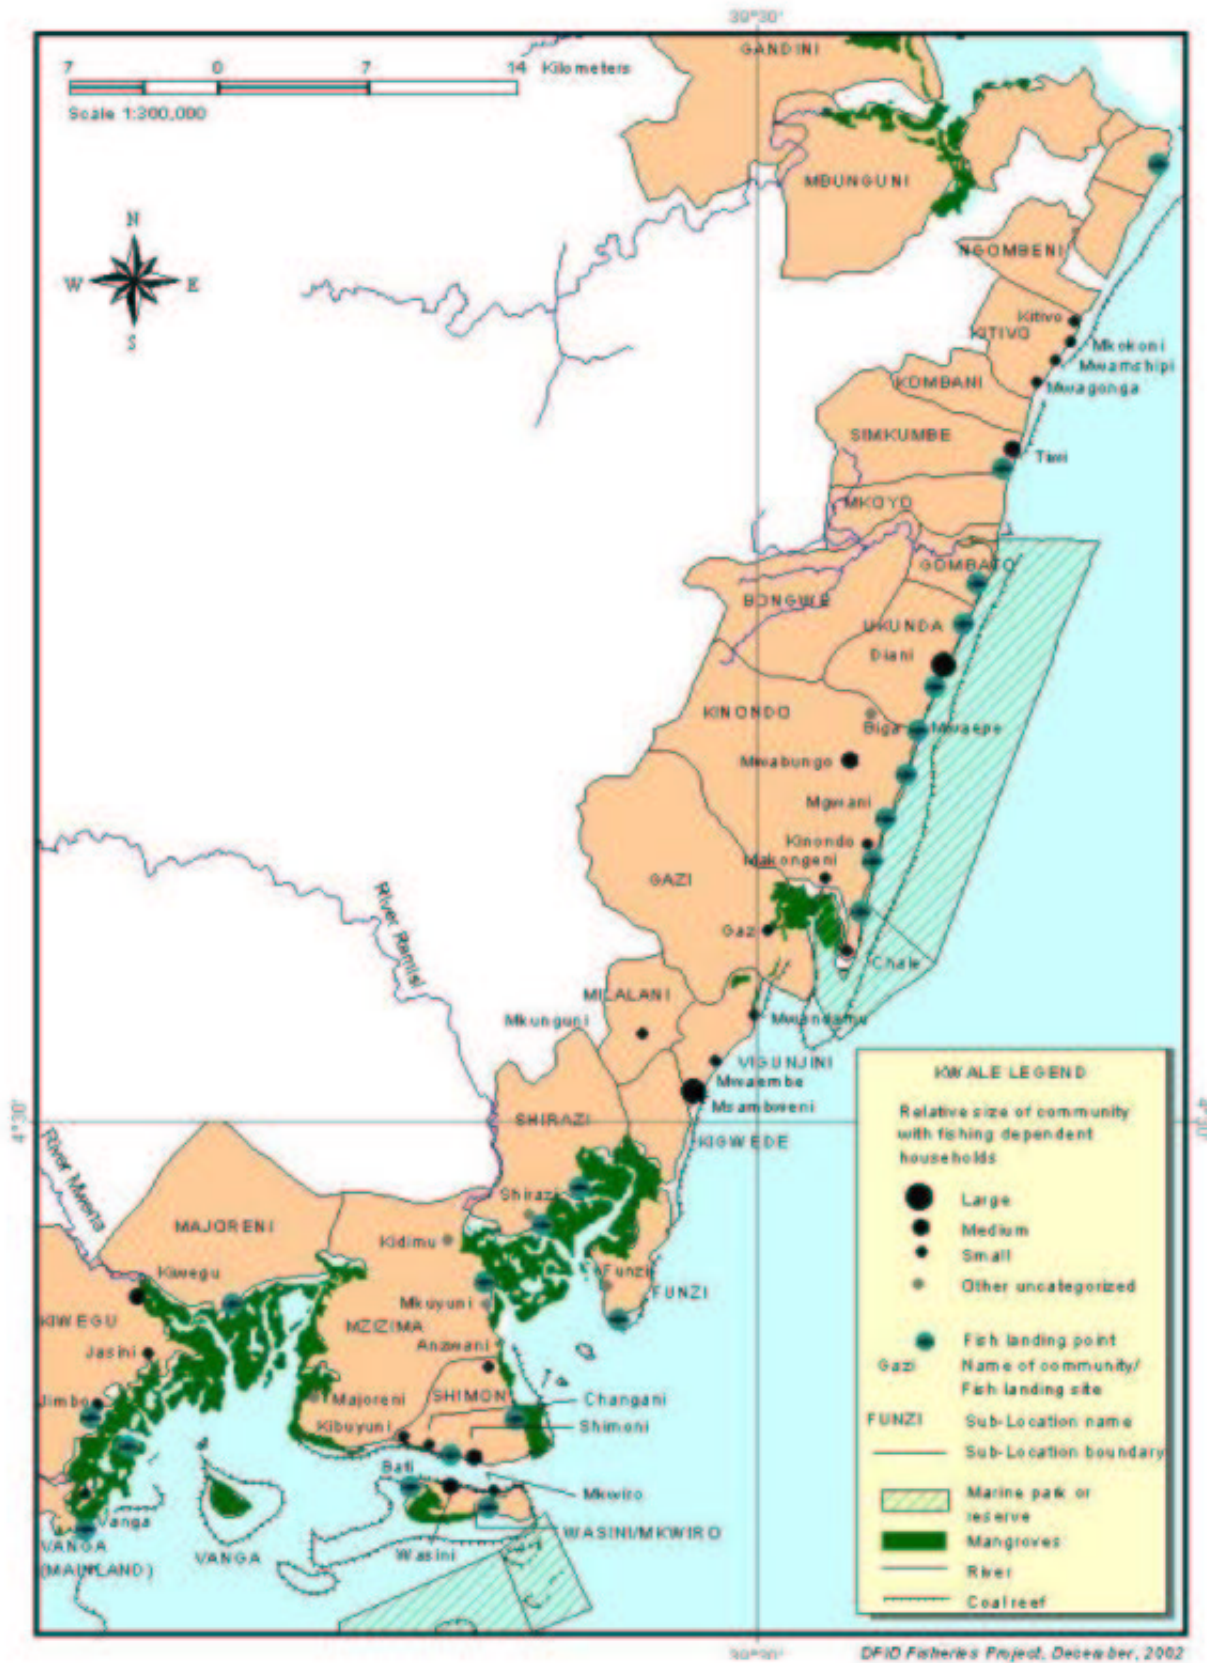 39°30'
GANDINI
7 0 7 14 Kilometers
Scale 1:300,000
MBUNGUNI
N
W E
S
NGOMBENI
Kitivo
KITIVO
Mkokoni
Mwamshipi
KOMBANI
Mwagonga
SIMKUMBE
Tiwi
MKOYO
GOMBATO
BONGWE
UKUNDA
Diani
KINONDO
Biga
Mwaepe
Mwabungo
Mgwani
Kinondo
Makongeni
GAZI
River Ramisi
Gazi
Chale
MILALANI
Mkunguni
Mwandamu
VIGUNJINI
Mwaembe
Msambweni
4°30'
SHIRAZI
KIGWEDE
River Mwena
Shirazi
MAJORENI
Kidimu
Kiwegu
Funzi
FUNZI
Mkuyuni
KIWEGU
MZIZIMA
Anzwani
Jasini
SHIMONI
Changani
Majoreni
Jimbo
Kibuyuni
Shimoni
Bati
Mkwiro
Vanga
WASINI/MKWIRO
VANGA
(MAINLAND)
VANGA
Wasini
KWALE LEGEND
Relative size of community
with fishing dependent
households
Large
Medium
Small
Other uncategorized
Fish landing point
Gazi Name of community/
Fish landing site
FUNZI Sub-Location name
Sub-Location boundary
Marine park or
reserve
Mangroves
River
Coal reef
DFID Fisheries Project, December, 2002
39°30'